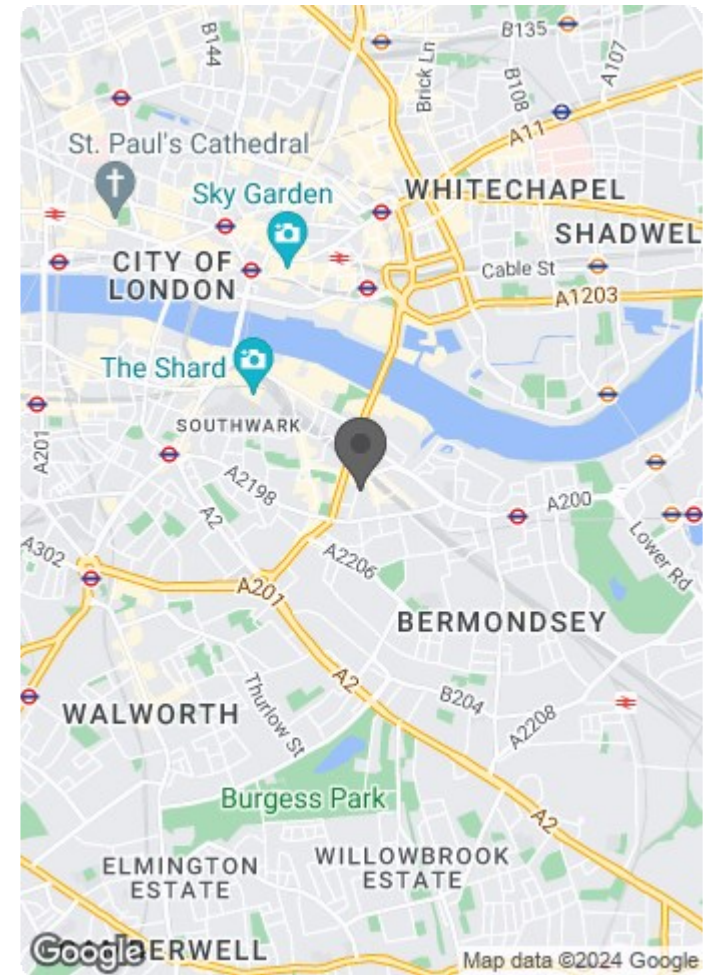 B144
Brick Ln
B135
B108
A107
A11
St. Paul's Cathedral
Sky Garden
WHITECHAPEL
SHADWEL
CITY OF
LONDON
Cable St
A1203
The Shard
SOUTHWARK
A201
A2198
A200
A2
A302
A2206
Lower Rd
A201
BERMONDSEY
A2
B204
Thurlow St
WALWORTH
A2208
Burgess Park
A2
ELMINGTON
ESTATE
WILLOWBROOK
ESTATE
Google
BERWELL
Map data ©2024 Google